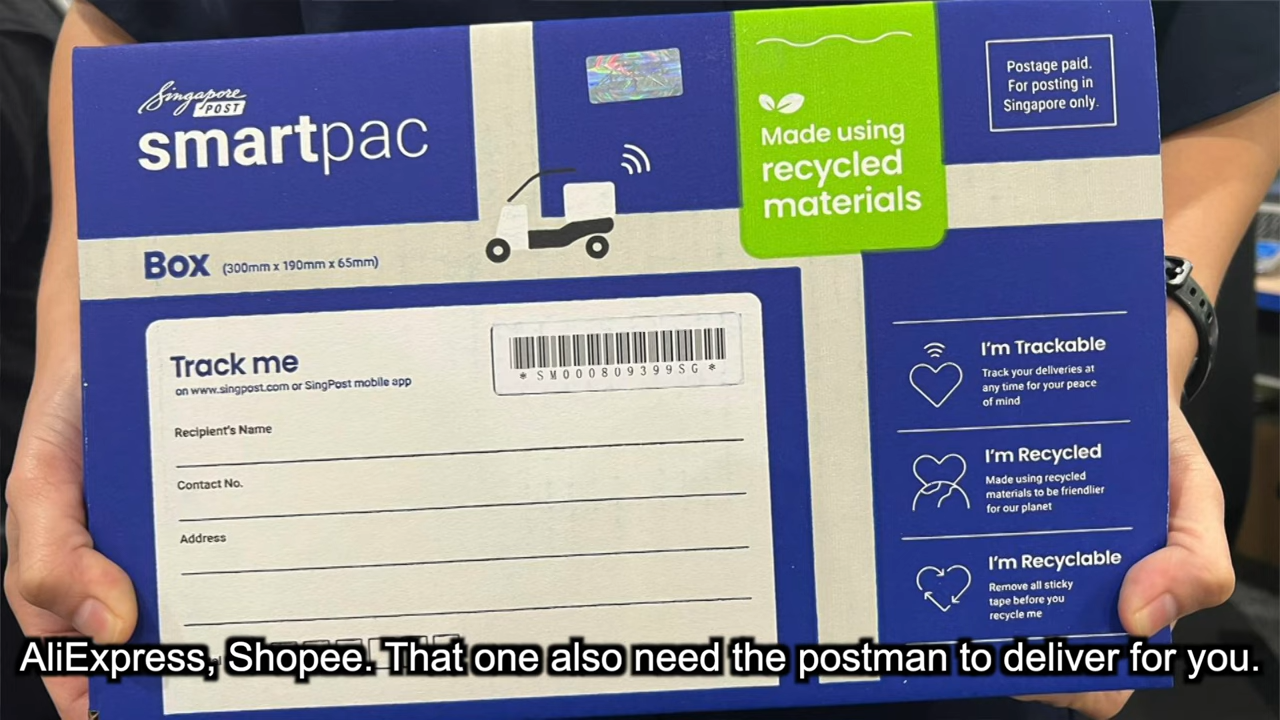 Singapore
POST
smartpac
Made using
recycled
materials
Postage paid.
For posting in
Singapore only.
Box (300mm x 190mm x 65mm)
Track me
on www.singpost.com or SingPost mobile app
* SM000809399SG *
Recipient's Name
Contact No.
Address
I'm Trackable
Track your deliveries at
any time for your peace
of mind
I'm Recycled
Made using recycled
materials to be friendlier
for our planet
I'm Recyclable
Remove all sticky
tape before you
recycle me
AliExpress, Shopee. That one also need the postman to deliver for you.